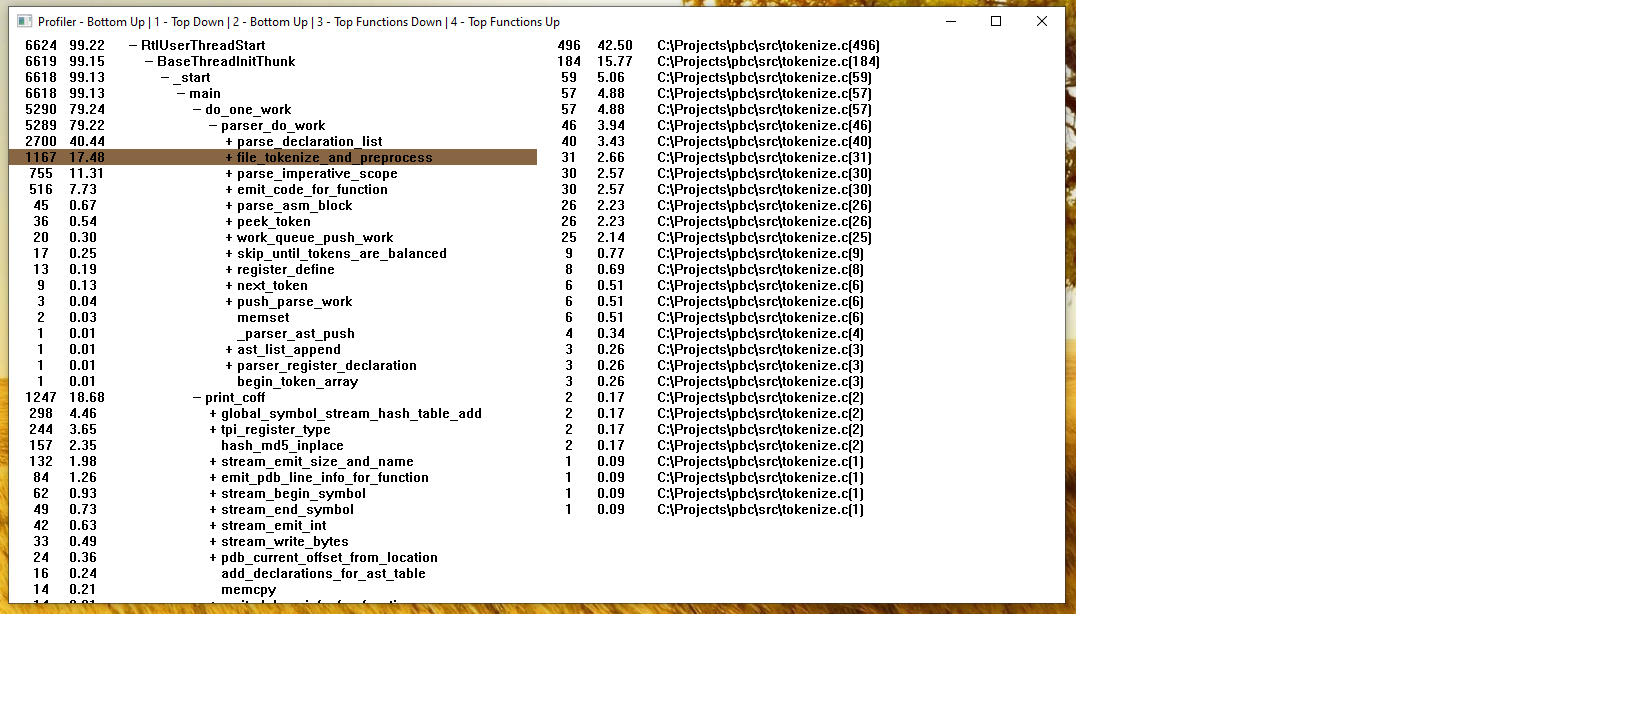 Profiler - Bottom Up | 1 - Top Down | 2 - Bottom Up | 3 - Top Functions Down | 4 - Top Functions Up
6624 99.22 − RtlUserThreadStart 496 42.50 C:\Projects\pbc\src\tokenize.c(496)
6619 99.15 − BaseThreadInitThunk 184 15.77 C:\Projects\pbc\src\tokenize.c(184)
6618 99.13 − _start 59 5.06 C:\Projects\pbc\src\tokenize.c(59)
6618 99.13 − main 57 4.88 C:\Projects\pbc\src\tokenize.c(57)
5290 79.24 − do_one_work 57 4.88 C:\Projects\pbc\src\tokenize.c(57)
5289 79.22 − parser_do_work 46 3.94 C:\Projects\pbc\src\tokenize.c(46)
2700 40.44 + parse_declaration_list 40 3.43 C:\Projects\pbc\src\tokenize.c(40)
1167 17.48 + file_tokenize_and_preprocess 31 2.66 C:\Projects\pbc\src\tokenize.c(31)
755 11.31 + parse_imperative_scope 30 2.57 C:\Projects\pbc\src\tokenize.c(30)
516 7.73 + emit_code_for_function 30 2.57 C:\Projects\pbc\src\tokenize.c(30)
45 0.67 + parse_asm_block 26 2.23 C:\Projects\pbc\src\tokenize.c(26)
36 0.54 + peek_token 26 2.23 C:\Projects\pbc\src\tokenize.c(26)
20 0.30 + work_queue_push_work 25 2.14 C:\Projects\pbc\src\tokenize.c(25)
17 0.25 + skip_until_tokens_are_balanced 9 0.77 C:\Projects\pbc\src\tokenize.c(9)
13 0.19 + register_define 8 0.69 C:\Projects\pbc\src\tokenize.c(8)
9 0.13 + next_token 6 0.51 C:\Projects\pbc\src\tokenize.c(6)
3 0.04 + push_parse_work 6 0.51 C:\Projects\pbc\src\tokenize.c(6)
2 0.03 memset 6 0.51 C:\Projects\pbc\src\tokenize.c(6)
1 0.01 _parser_ast_push 4 0.34 C:\Projects\pbc\src\tokenize.c(4)
1 0.01 + ast_list_append 3 0.26 C:\Projects\pbc\src\tokenize.c(3)
1 0.01 + parser_register_declaration 3 0.26 C:\Projects\pbc\src\tokenize.c(3)
1 0.01 begin_token_array 3 0.26 C:\Projects\pbc\src\tokenize.c(3)
1247 18.68 − print_coff 2 0.17 C:\Projects\pbc\src\tokenize.c(2)
298 4.46 + global_symbol_stream_hash_table_add 2 0.17 C:\Projects\pbc\src\tokenize.c(2)
244 3.65 + tpi_register_type 2 0.17 C:\Projects\pbc\src\tokenize.c(2)
157 2.35 hash_md5_inplace 2 0.17 C:\Projects\pbc\src\tokenize.c(2)
132 1.98 + stream_emit_size_and_name 1 0.09 C:\Projects\pbc\src\tokenize.c(1)
84 1.26 + emit_pdb_line_info_for_function 1 0.09 C:\Projects\pbc\src\tokenize.c(1)
62 0.93 + stream_begin_symbol 1 0.09 C:\Projects\pbc\src\tokenize.c(1)
49 0.73 + stream_end_symbol 1 0.09 C:\Projects\pbc\src\tokenize.c(1)
42 0.63 + stream_emit_int
33 0.49 + stream_write_bytes
24 0.36 + pdb_current_offset_from_location
16 0.24 add_declarations_for_ast_table
14 0.21 memcpy